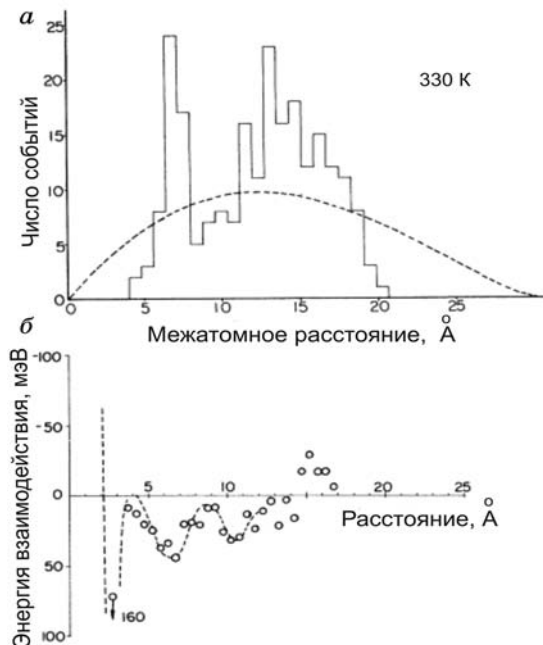 а
Число событий
25
20
15
10
5
0
330 К
0 5 10 15 20 25
Межатомное расстояние, Å
б
Энергия взаимодействия, мэВ
-100
-50
0
50
100
5 10 15 20 25
Расстояние, Å
160